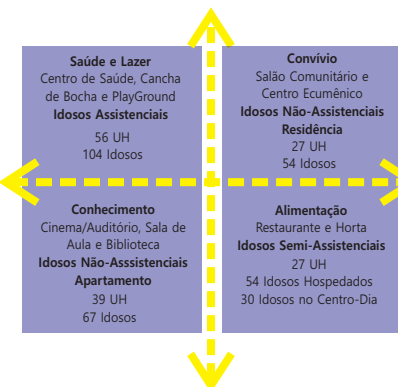 Saúde e Lazer
Centro de Saúde, Cancha
de Bocha e PlayGround
Idosos Assistenciais
56 UH
104 Idosos
Convívio
Salão Comunitário e
Centro Ecumênico
Idosos Não-Assistenciais
Residência
27 UH
54 Idosos
Conhecimento
Cinema/Auditório, Sala de
Aula e Biblioteca
Idosos Não-Asssistenciais
Apartamento
39 UH
67 Idosos
Alimentação
Restaurante e Horta
Idosos Semi-Assistenciais
27 UH
54 Idosos Hospedados
30 Idosos no Centro-Dia